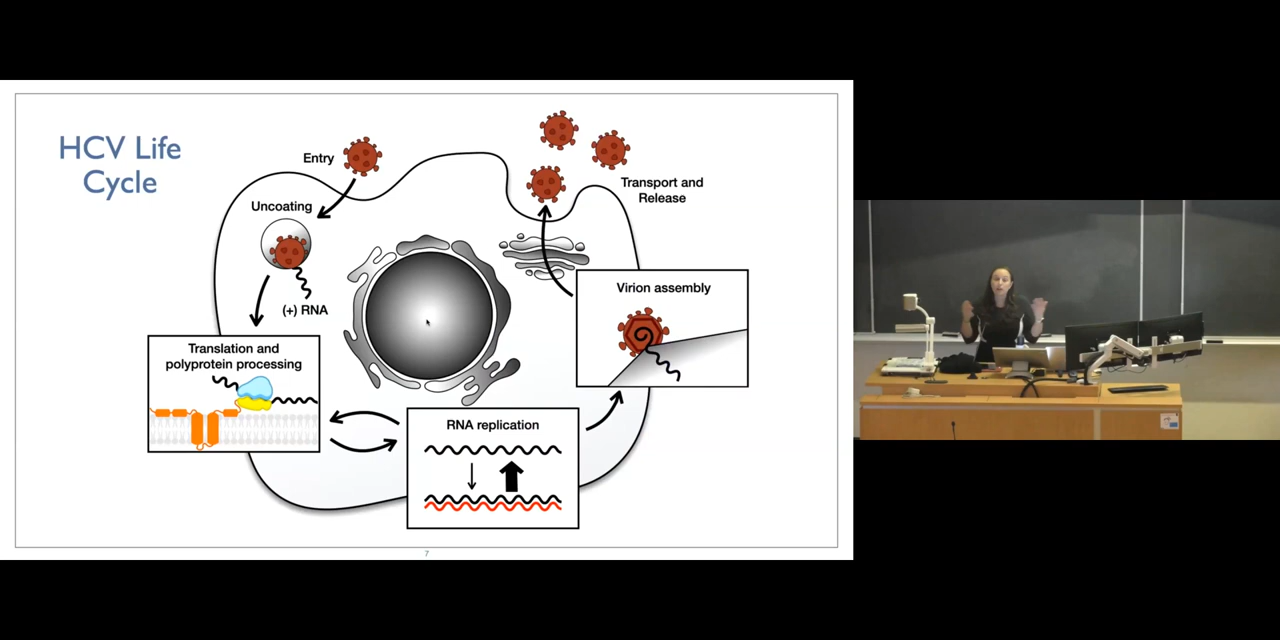 HCV Life
Cycle
Entry
Uncoating
(+) RNA
Translation and
polyprotein processing
RNA replication
Virion assembly
Transport and
Release
7